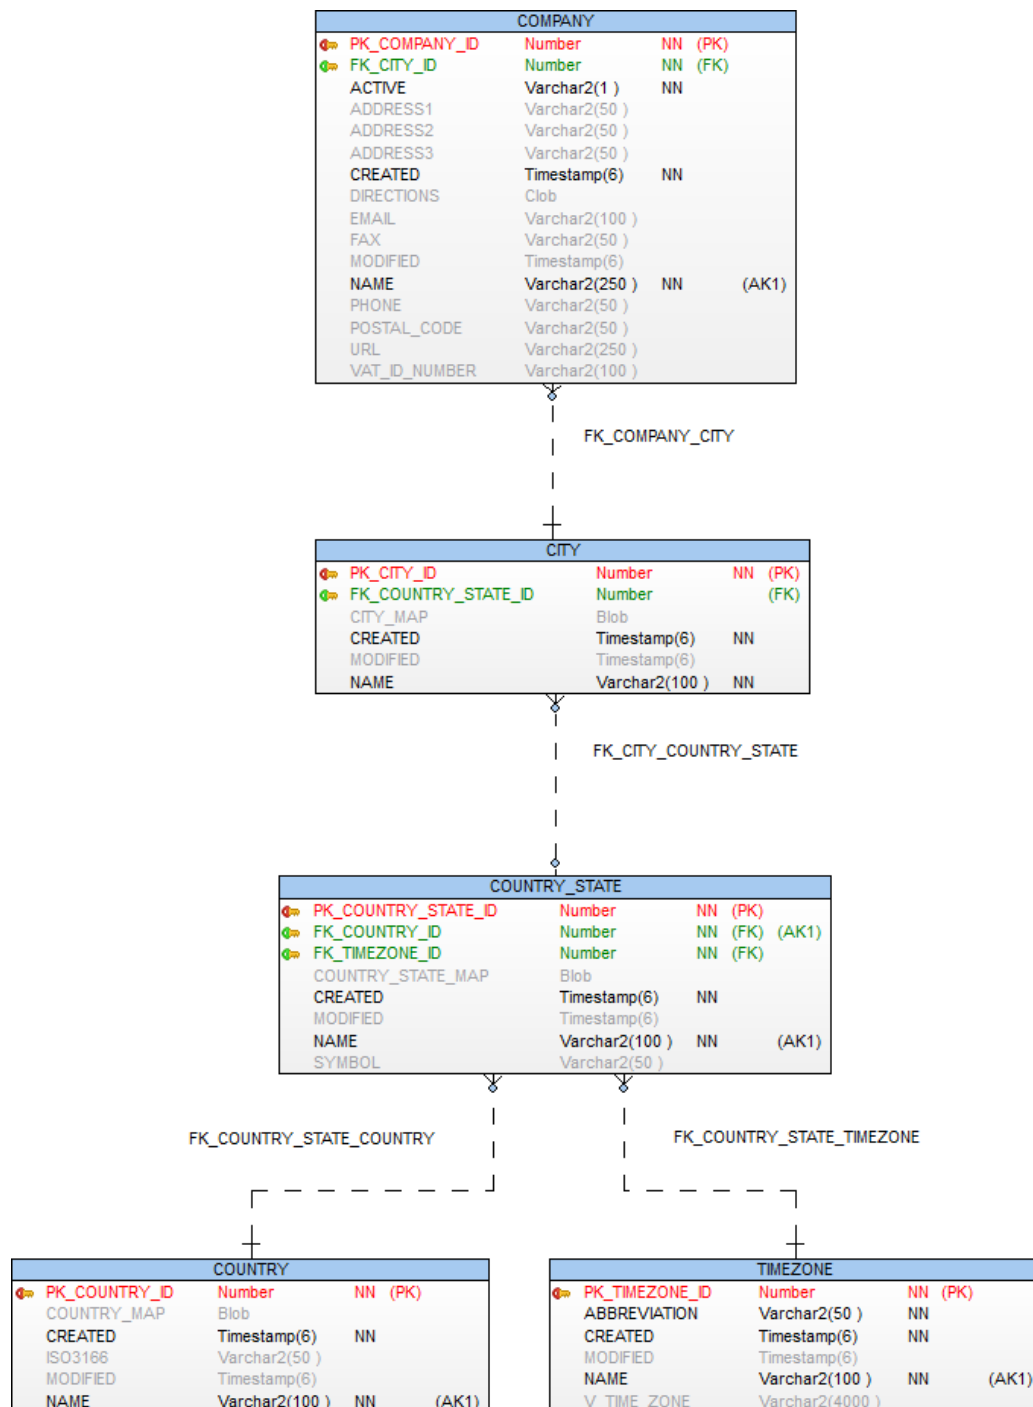 COMPANY
PK_COMPANY_ID Number NN (PK)
FK_CITY_ID Number NN (FK)
ACTIVE Varchar2(1 ) NN
ADDRESS1 Varchar2(50 )
ADDRESS2 Varchar2(50 )
ADDRESS3 Varchar2(50 )
CREATED Timestamp(6) NN
DIRECTIONS Clob
EMAIL Varchar2(100 )
FAX Varchar2(50 )
MODIFIED Timestamp(6)
NAME Varchar2(250 ) NN (AK1)
PHONE Varchar2(50 )
POSTAL_CODE Varchar2(50 )
URL Varchar2(250 )
VAT_ID_NUMBER Varchar2(100 )
FK_COMPANY_CITY
CITY
PK_CITY_ID Number NN (PK)
FK_COUNTRY_STATE_ID Number (FK)
CITY_MAP Blob
CREATED Timestamp(6) NN
MODIFIED Timestamp(6)
NAME Varchar2(100 ) NN
FK_CITY_COUNTRY_STATE
COUNTRY_STATE
PK_COUNTRY_STATE_ID Number NN (PK)
FK_COUNTRY_ID Number NN (FK) (AK1)
FK_TIMEZONE_ID Number NN (FK)
COUNTRY_STATE_MAP Blob
CREATED Timestamp(6) NN
MODIFIED Timestamp(6)
NAME Varchar2(100 ) NN (AK1)
SYMBOL Varchar2(50 )
FK_COUNTRY_STATE_COUNTRY
FK_COUNTRY_STATE_TIMEZONE
COUNTRY
PK_COUNTRY_ID Number NN (PK)
COUNTRY_MAP Blob
CREATED Timestamp(6) NN
ISO3166 Varchar2(50 )
MODIFIED Timestamp(6)
NAME Varchar2(100 ) NN (AK1)
TIMEZONE
PK_TIMEZONE_ID Number NN (PK)
ABBREVIATION Varchar2(50 ) NN
CREATED Timestamp(6) NN
MODIFIED Timestamp(6)
NAME Varchar2(100 ) NN (AK1)
V_TIME_ZONE Varchar2(4000 )